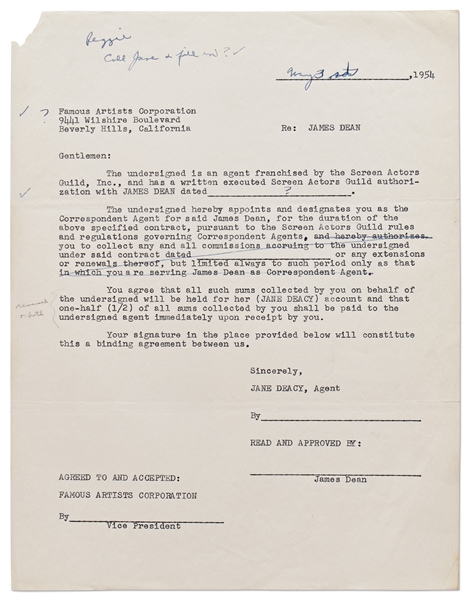 Reggie
Call Jane & fill in? ✓
,1954
✓ ? Famous Artists Corporation
9441 Wilshire Boulevard
Beverly Hills, California
Re: JAMES DEAN
Gentlemen:
The undersigned is an agent franchised by the Screen Actors
Guild, Inc., and has a written executed Screen Actors Guild authori-
✓ zation with JAMES DEAN dated ? .
The undersigned hereby appoints and designates you as the
Correspondent Agent for said James Dean, for the duration of the
above specified contract, pursuant to the Screen Actors Guild rules
and regulations governing Correspondent Agents, and hereby authorizes
you to collect any and all commissions accruing to the undersigned
under said contract dated or any extensions
or renewals thereof, but limited always to such period only as that
in which you are serving James Dean as Correspondent Agent.
You agree that all such sums collected by you on behalf of
the undersigned will be held for her (JANE DEACY) account and that
one-half (1/2) of all sums collected by you shall be paid to the
undersigned agent immediately upon receipt by you.
Your signature in the place provided below will constitute
this a binding agreement between us.
Sincerely,
JANE DEACY, Agent
By
READ AND APPROVED BY:
James Dean
AGREED TO AND ACCEPTED:
FAMOUS ARTISTS CORPORATION
By
Vice President